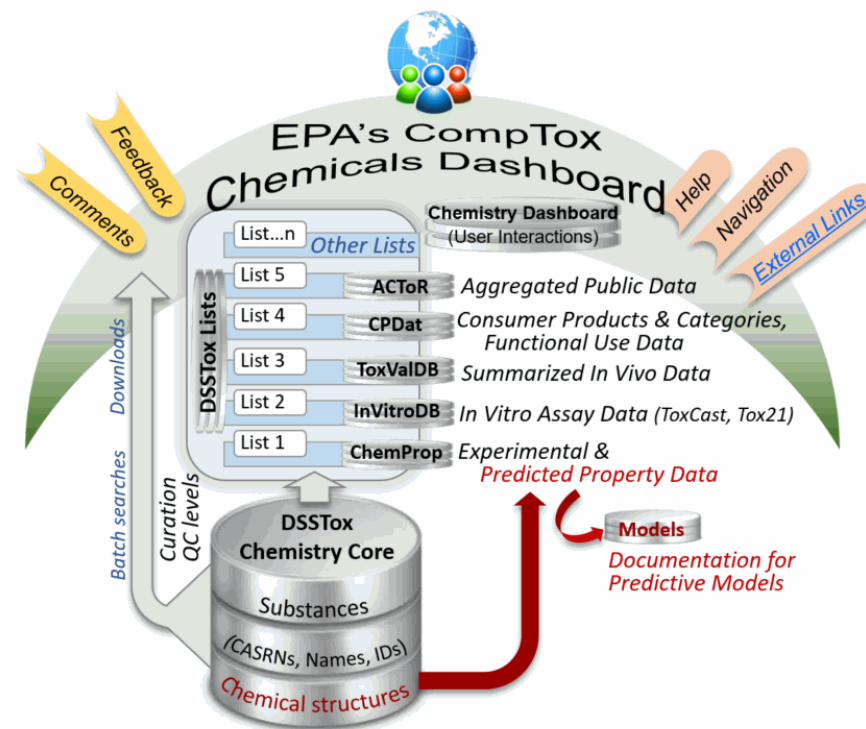 EPA's CompTox
Chemicals Dashboard
Comments
Feedback
Help
Navigation
External Links
Chemistry Dashboard
(User Interactions)
List...n
Other Lists
DSSTox Lists
List 5
ACToR
Aggregated Public Data
List 4
CPDat
Consumer Products & Categories,
Functional Use Data
List 3
ToxValDB
Summarized In Vivo Data
List 2
InVitroDB
In Vitro Assay Data (ToxCast, Tox21)
List 1
ChemProp
Experimental &
Predicted Property Data
Models
Documentation for
Predictive Models
Batch searches
Downloads
Curation
QC levels
DSSTox
Chemistry Core
Substances
(CASRNs, Names, IDs)
Chemical structures